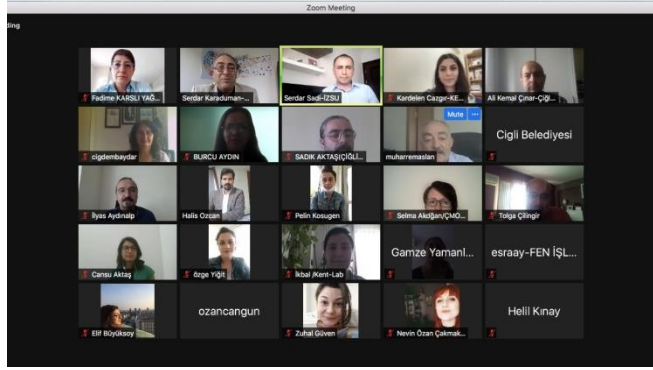 Zoom Meeting
ding
Fadime KARSLI YAĞ...
Serdar Karaduman-...
Serdar Sadi-İZSU
Kardelen Cazgır-KE...
Ali Kemal Çınar-Çiğl...
cigdembaydar
BURCU AYDIN
SADIK AKTAŞ(ÇİĞLİ...
muharremaslan
Mute ...
Cigli Belediyesi
İlyas Aydınalp
Halis Ozcan
Pelin Kosugen
Selma Akdğan/ÇMO...
Tolga Çilingir
Cansu Aktaş
özge Yiğit
İkbal /Kent-Lab
Gamze Yamanl...
esraay-FEN İŞL...
Elif Büyüksoy
ozancangun
Zuhal Güven
Nevin Özan Çakmak...
Helil Kınay